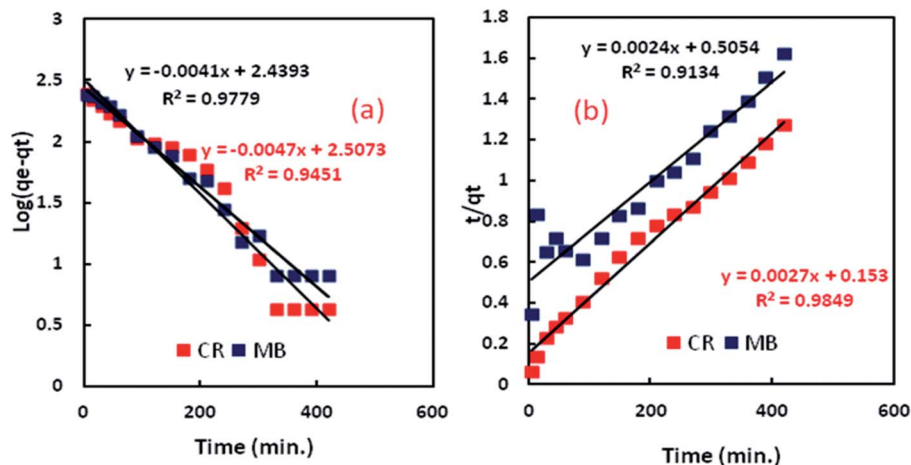 3
2.5
2
1.5
1
0.5
0
Log(qe-qt)
y = -0.0041x + 2.4393
R² = 0.9779
(a)
y = -0.0047x + 2.5073
R² = 0.9451
CR MB
0 200 400 600
Time (min.)
1.8
1.6
1.4
1.2
1
0.8
0.6
0.4
0.2
0
t/qt
y = 0.0024x + 0.5054
R² = 0.9134
(b)
y = 0.0027x + 0.153
R² = 0.9849
CR MB
0 200 400 600
Time (min.)